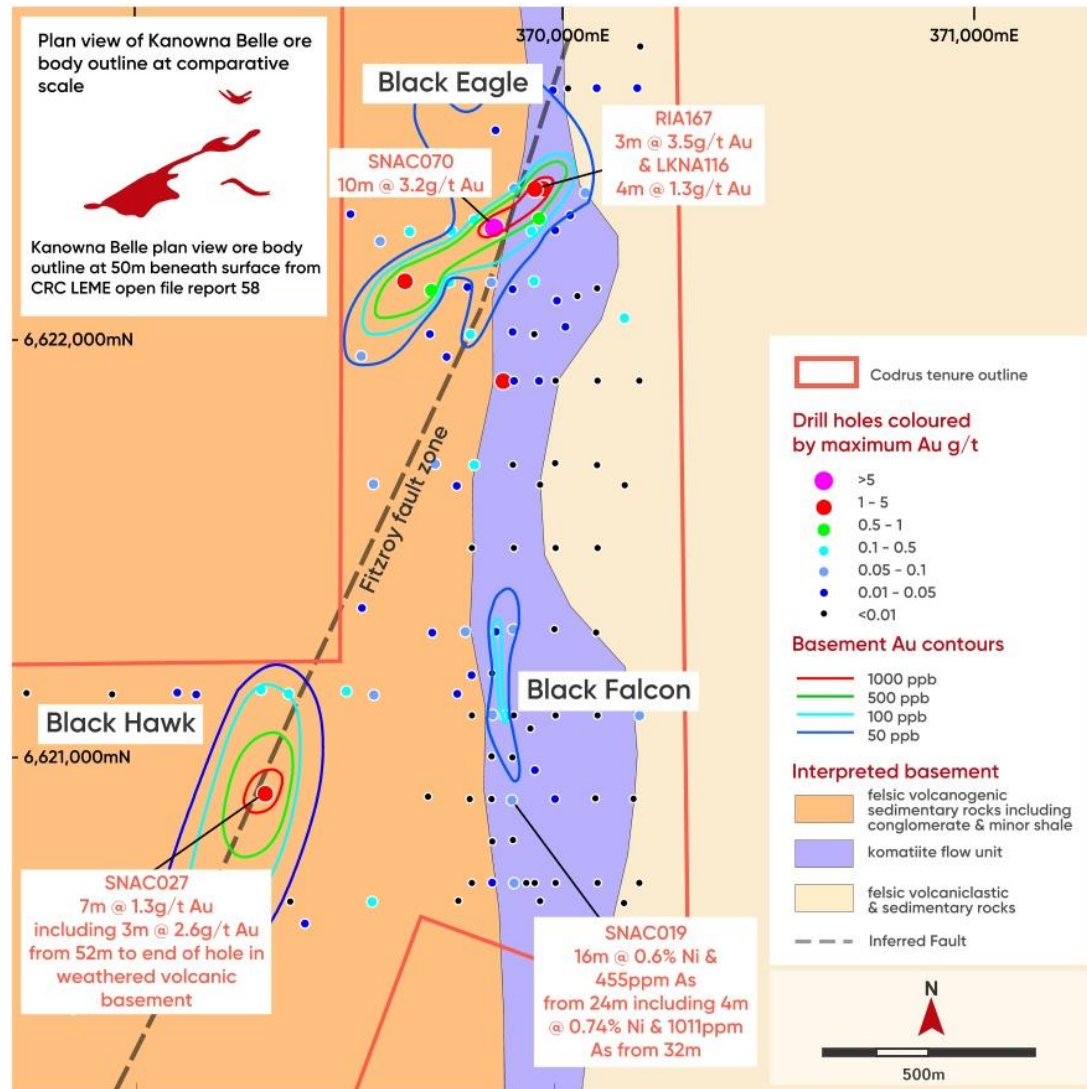 Plan view of Kanowna Belle ore
body outline at comparative
scale
Kanowna Belle plan view ore body
outline at 50m beneath surface from
CRC LEME open file report 58
370,000mE
371,000mE
Black Eagle
RIA167
3m @ 3.5g/t Au
& LKNA116
4m @ 1.3g/t Au
SNAC070
10m @ 3.2g/t Au
6,622,000mN
Fitzroy fault zone
Black Falcon
Black Hawk
6,621,000mN
SNAC027
7m @ 1.3g/t Au
including 3m @ 2.6g/t Au
from 52m to end of hole in
weathered volcanic
basement
SNAC019
16m @ 0.6% Ni &
455ppm As
from 24m including 4m
@ 0.74% Ni & 1011ppm
As from 32m
Codrus tenure outline
Drill holes coloured
by maximum Au g/t
>5
1 - 5
0.5 - 1
0.1 - 0.5
0.05 - 0.1
0.01 - 0.05
<0.01
Basement Au contours
1000 ppb
500 ppb
100 ppb
50 ppb
Interpreted basement
felsic volcanogenic
sedimentary rocks including
conglomerate & minor shale
komatiite flow unit
felsic volcaniclastic
& sedimentary rocks
Inferred Fault
N
500m